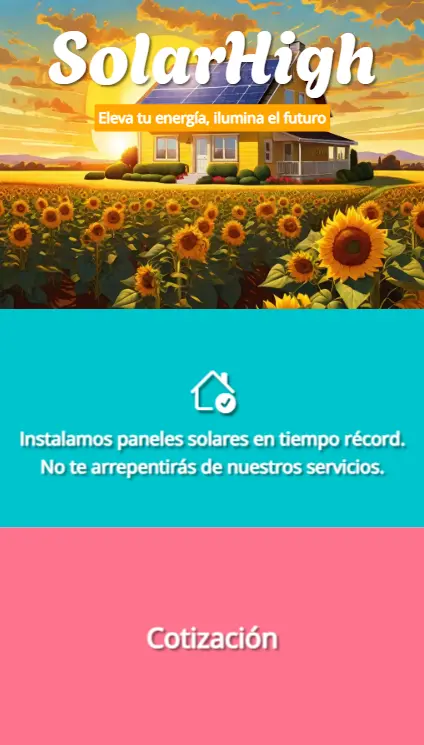 SolarHigh
Eleva tu energía, ilumina el futuro
Instalamos paneles solares en tiempo récord.
No te arrepentirás de nuestros servicios.
Cotización